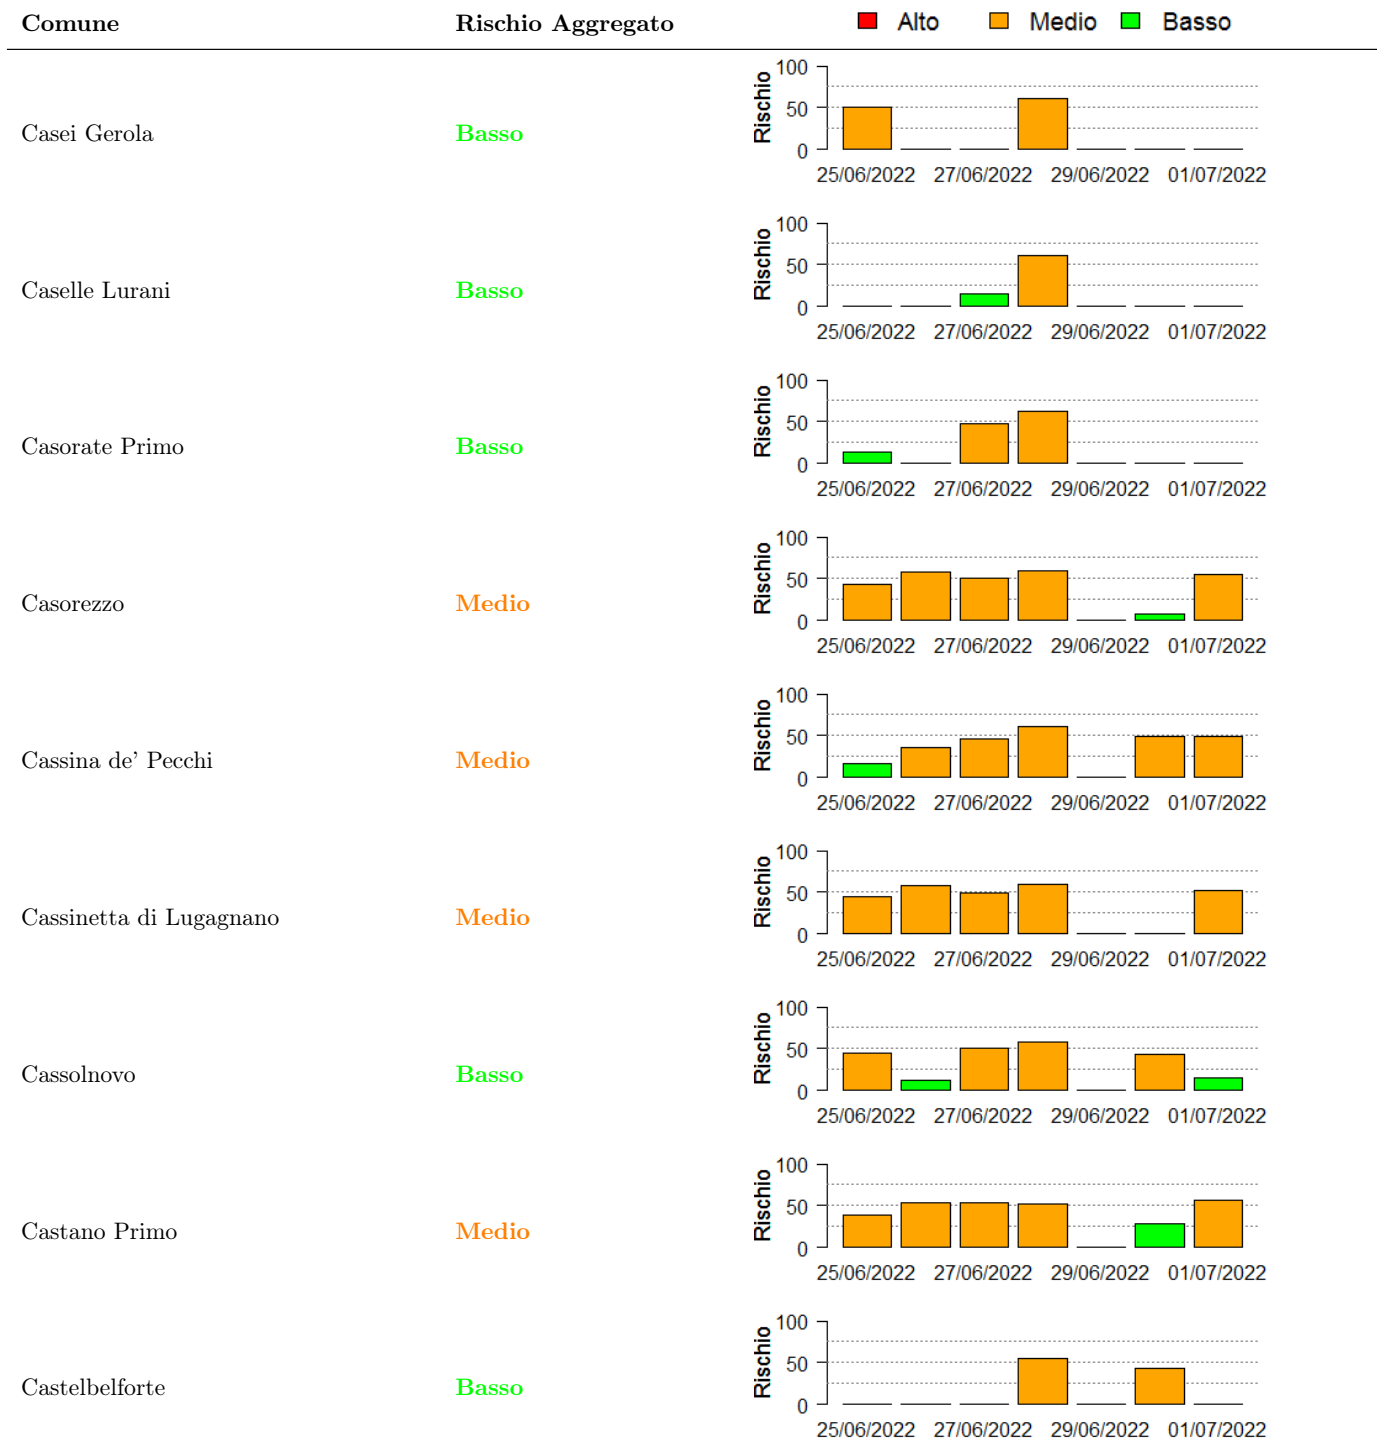 Comune Rischio Aggregato Alto Medio Basso
Casei Gerola Basso
Rischio
100
50
0
25/06/2022 27/06/2022 29/06/2022 01/07/2022
Caselle Lurani Basso
Rischio
100
50
0
25/06/2022 27/06/2022 29/06/2022 01/07/2022
Casorate Primo Basso
Rischio
100
50
0
25/06/2022 27/06/2022 29/06/2022 01/07/2022
Casorezzo Medio
Rischio
100
50
0
25/06/2022 27/06/2022 29/06/2022 01/07/2022
Cassina de’ Pecchi Medio
Rischio
100
50
0
25/06/2022 27/06/2022 29/06/2022 01/07/2022
Cassinetta di Lugagnano Medio
Rischio
100
50
0
25/06/2022 27/06/2022 29/06/2022 01/07/2022
Cassolnovo Basso
Rischio
100
50
0
25/06/2022 27/06/2022 29/06/2022 01/07/2022
Castano Primo Medio
Rischio
100
50
0
25/06/2022 27/06/2022 29/06/2022 01/07/2022
Castelbelforte Basso
Rischio
100
50
0
25/06/2022 27/06/2022 29/06/2022 01/07/2022